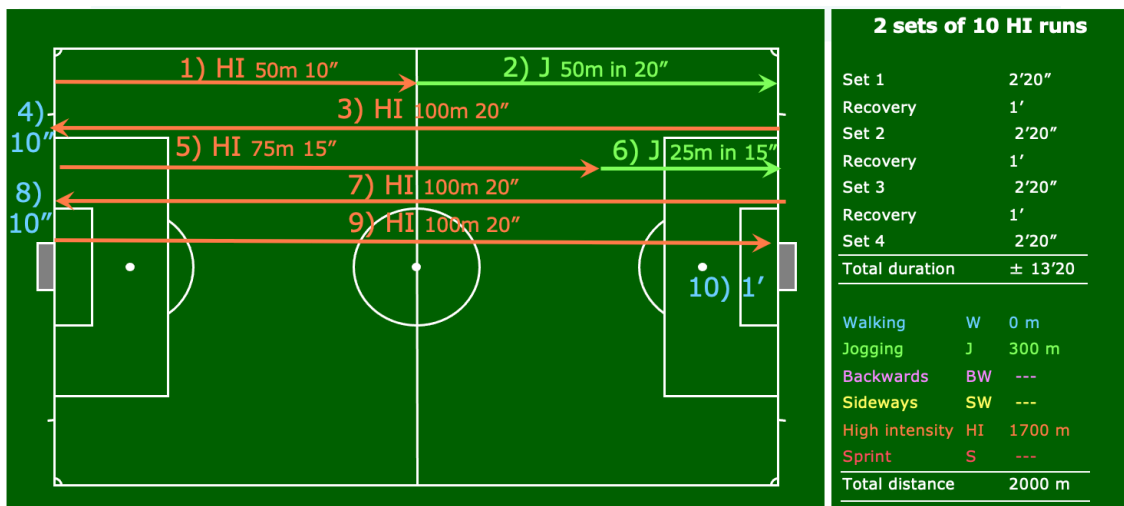 1) HI 50m 10”
2) J 50m in 20”
3) HI 100m 20”
4)
10”
5) HI 75m 15”
6) J 25m in 15”
7) HI 100m 20”
8)
10”
9) HI 100m 20”
10) 1’
2 sets of 10 HI runs
Set 1 2’20”
Recovery 1’
Set 2 2’20”
Recovery 1’
Set 3 2’20”
Recovery 1’
Set 4 2’20”
Total duration ± 13’20
Walking W 0 m
Jogging J 300 m
Backwards BW ---
Sideways SW ---
High intensity HI 1700 m
Sprint S ---
Total distance 2000 m